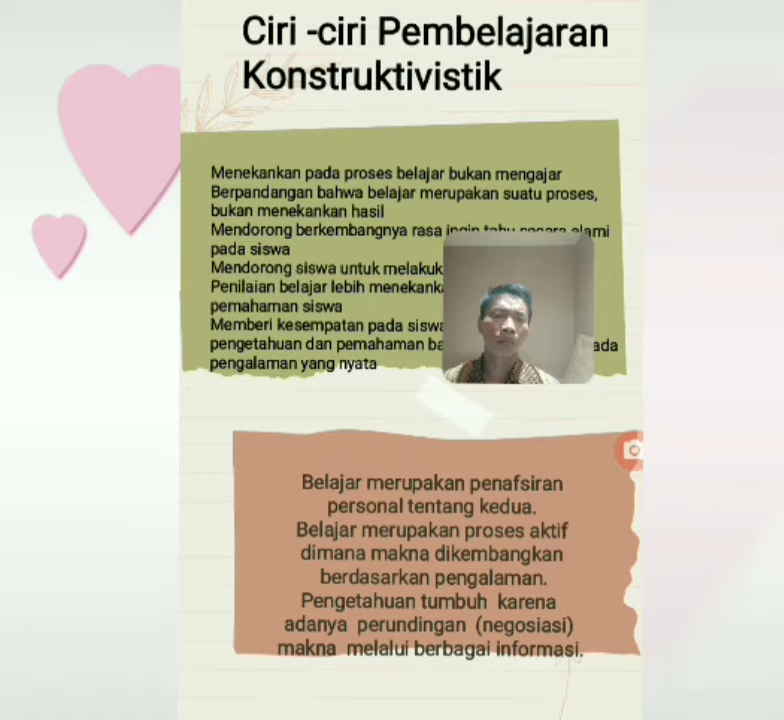 Ciri -ciri Pembelajaran
Konstruktivistik
Menekankan pada proses belajar bukan mengajar
Berpandangan bahwa belajar merupakan suatu proses,
bukan menekankan hasil
Mendorong berkembangnya rasa ingin tahu alami
pada siswa
Mendorong siswa untuk
Penilaian belajar lebih
pemahaman siswa
Memberi kesempatan pada
pengetahuan dan pemahaman
pengalaman yang nyata
Belajar merupakan penafsiran
personal tentang kedua.
Belajar merupakan proses aktif
dimana makna dikembangkan
berdasarkan pengalaman.
Pengetahuan tumbuh karena
adanya perundingan (negosiasi)
makna melalui berbagai informasi.